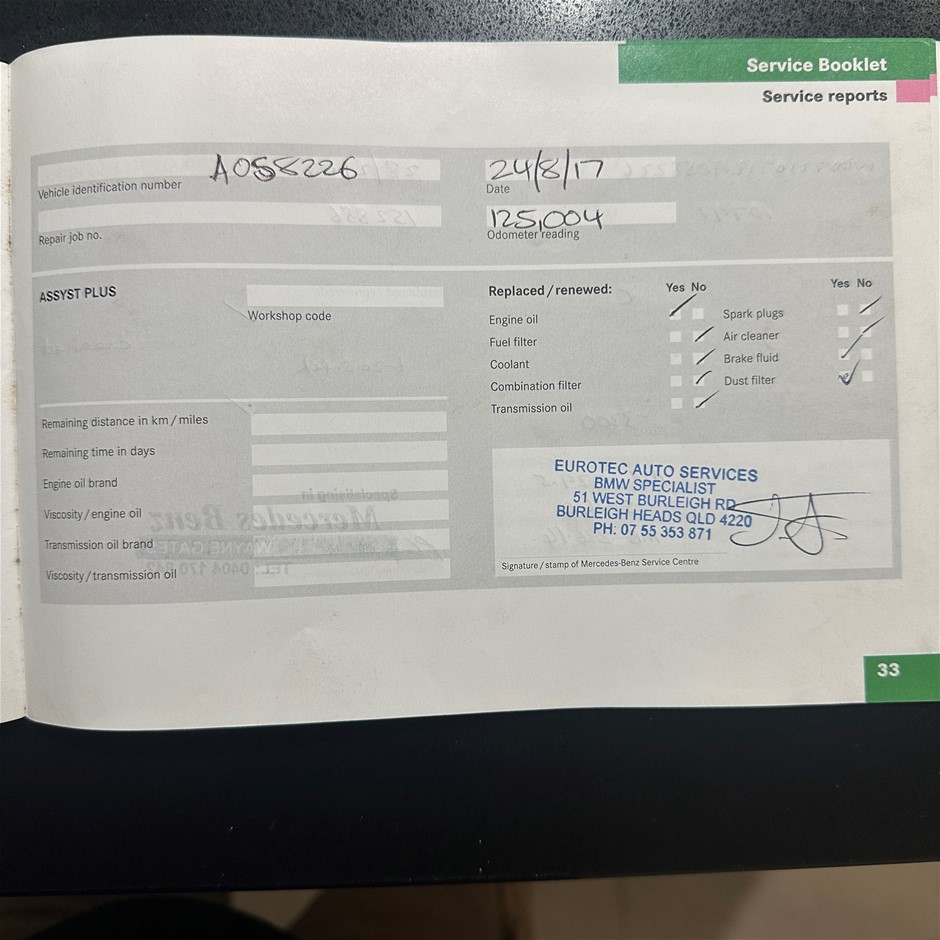 Service Booklet
Service reports
A055226
Vehicle identification number
24/8/17
Date
Repair job no.
125,004
Odometer reading
ASSYST PLUS
Workshop code
Remaining distance in km / miles
Remaining time in days
Engine oil brand
Viscosity / engine oil
Transmission oil brand
Viscosity / transmission oil
Replaced / renewed: Yes No
Engine oil
Fuel filter
Coolant
Combination filter
Transmission oil
Yes No
Spark plugs
Air cleaner
Brake fluid
Dust filter
EUROTEC AUTO SERVICES
BMW SPECIALIST
51 WEST BURLEIGH RD
BURLEIGH HEADS QLD 4220
PH: 07 55 353 871
Signature / stamp of Mercedes-Benz Service Centre
33